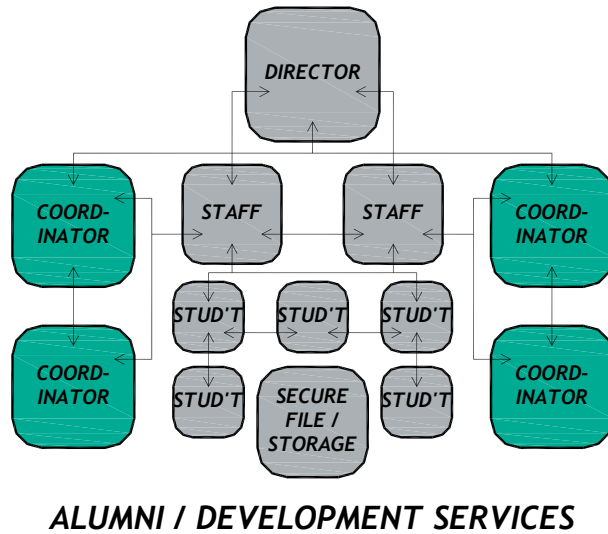 DIRECTOR
COORD-
INATOR
STAFF
STAFF
COORD-
INATOR
STUD'T
STUD'T
STUD'T
COORD-
INATOR
STUD'T
SECURE
FILE /
STORAGE
STUD'T
COORD-
INATOR
ALUMNI / DEVELOPMENT SERVICES